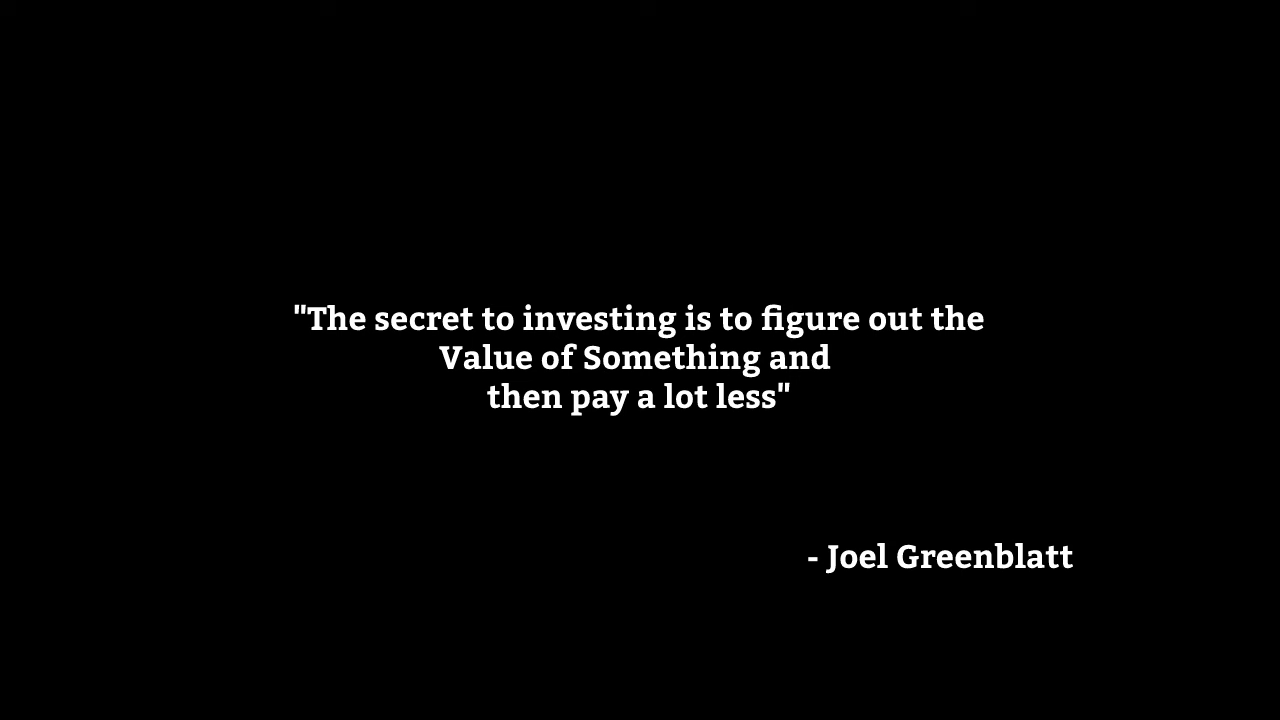 "The secret to investing is to figure out the
Value of Something and
then pay a lot less"
- Joel Greenblatt